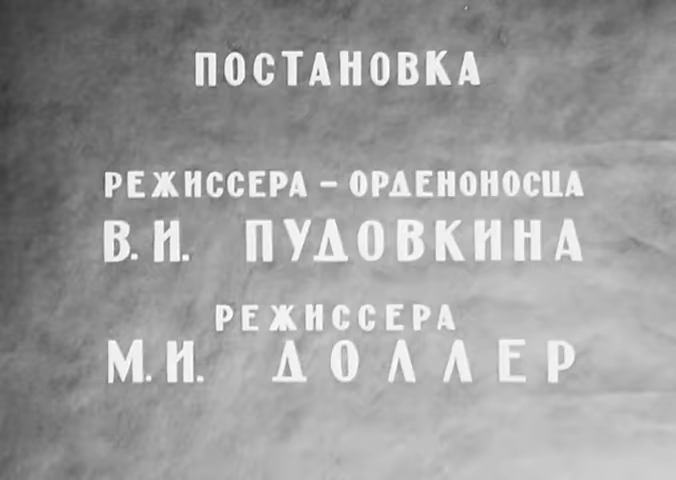 ПОСТАНОВКА
РЕЖИССЕРА – ОРДЕНОНОСЦА
В. И. ПУДОВКИНА
РЕЖИССЕРА
М. И. ДОЛЛЕР